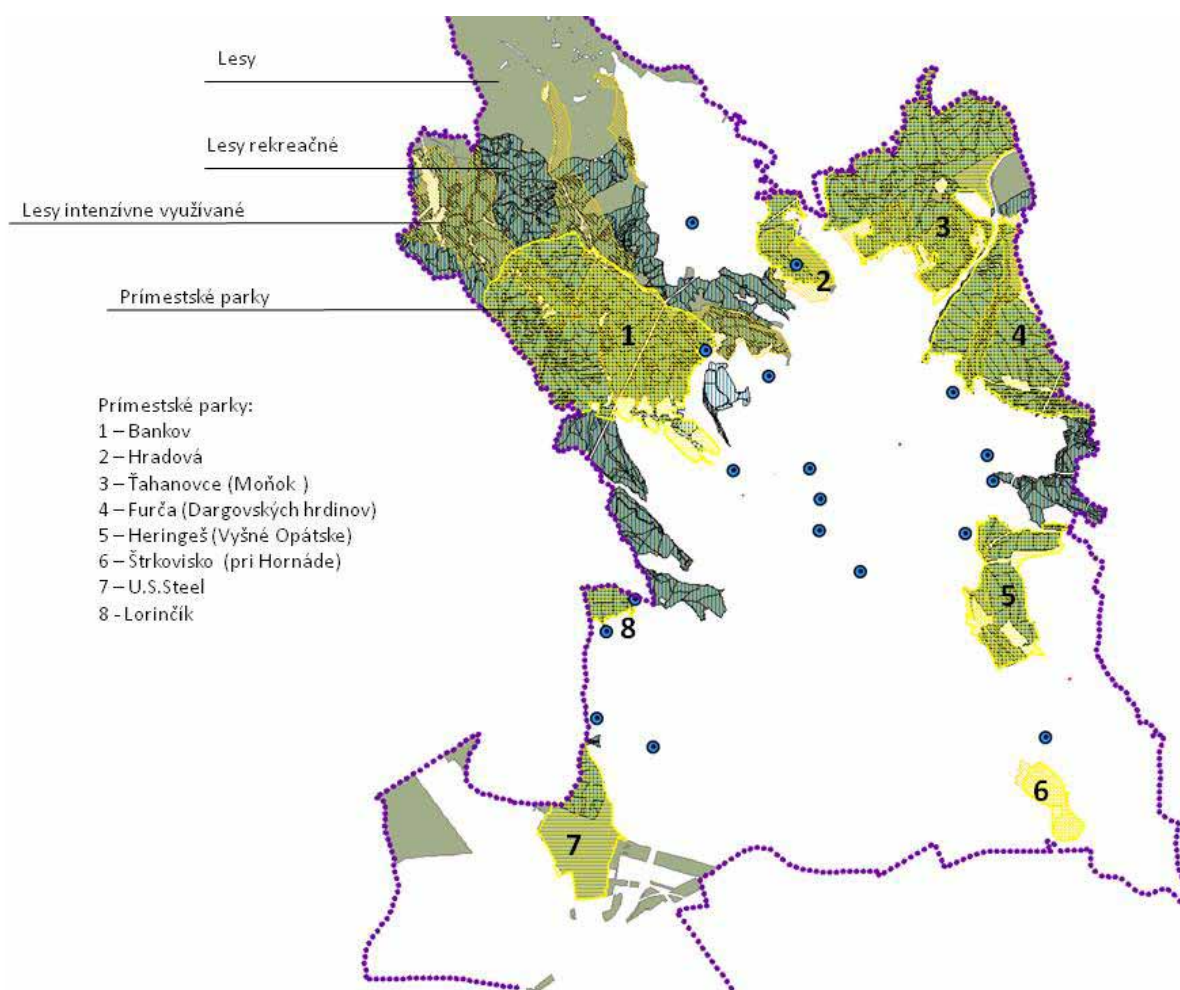 Lesy
Lesy rekreačné
Lesy intenzívne využívané
Prímestské parky
Prímestské parky:
1 – Bankov
2 – Hradová
3 – Ťahanovce (Moňok )
4 – Furča (Dargovských hrdinov)
5 – Heringeš (Vyšné Opátske)
6 – Štrkovisko (pri Hornáde)
7 – U.S.Steel
8 - Lorinčík
3
2
1
4
5
8
6
7